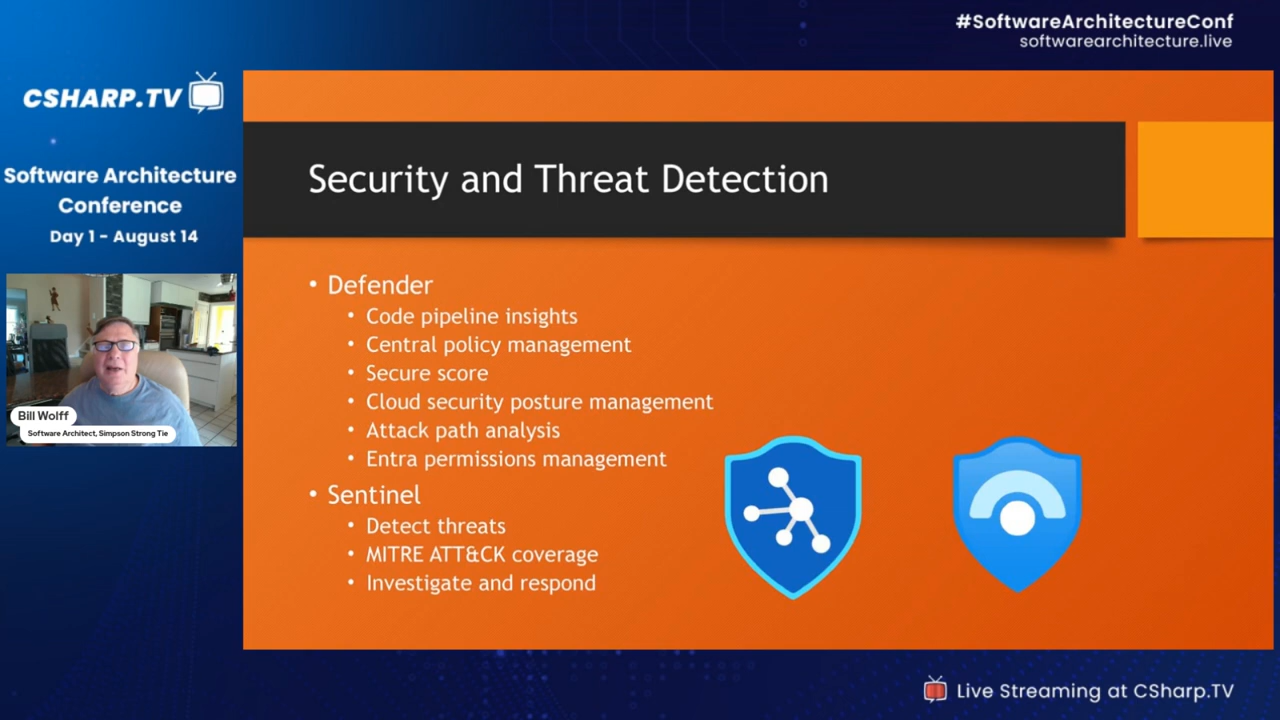 #SoftwareArchitectureConf
softwarearchitecture.live
CSHARP.TV
Software Architecture
Conference
Day 1 - August 14
Bill Wolff
Software Architect, Simpson Strong Tie
Security and Threat Detection
• Defender
• Code pipeline insights
• Central policy management
• Secure score
• Cloud security posture management
• Attack path analysis
• Entra permissions management
• Sentinel
• Detect threats
• MITRE ATT&CK coverage
• Investigate and respond
Live Streaming at CSharp.TV